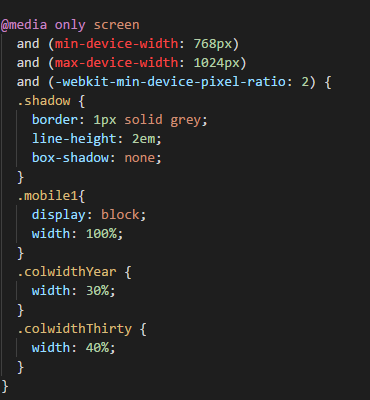 @media only screen
and (min-device-width: 768px)
and (max-device-width: 1024px)
and (-webkit-min-device-pixel-ratio: 2) {
.shadow {
border: 1px solid grey;
line-height: 2em;
box-shadow: none;
}
.mobile1{
display: block;
width: 100%;
}
.colwidthYear {
width: 30%;
}
.colwidthThirty {
width: 40%;
}
}